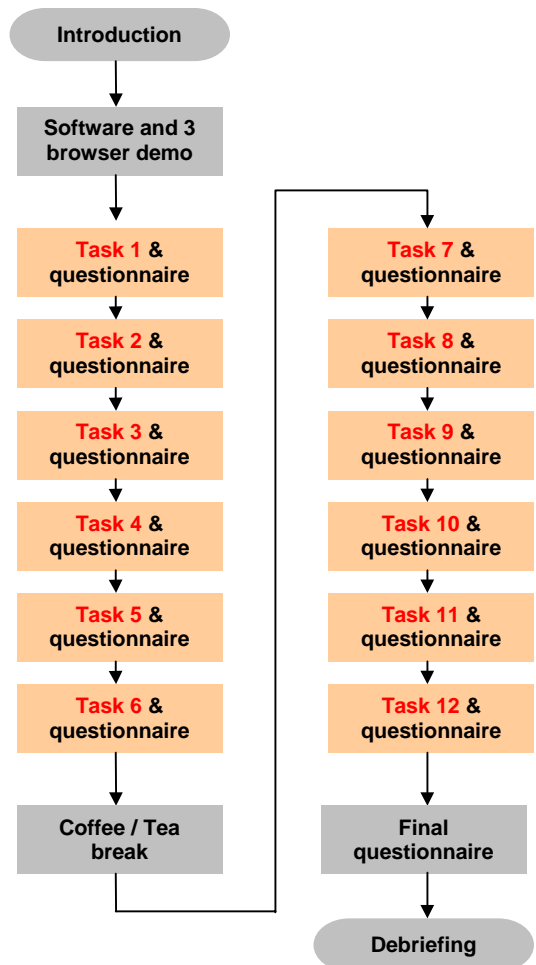 Introduction
Software and 3
browser demo
Task 1 &
questionnaire
Task 2 &
questionnaire
Task 3 &
questionnaire
Task 4 &
questionnaire
Task 5 &
questionnaire
Task 6 &
questionnaire
Coffee / Tea
break
Task 7 &
questionnaire
Task 8 &
questionnaire
Task 9 &
questionnaire
Task 10 &
questionnaire
Task 11 &
questionnaire
Task 12 &
questionnaire
Final
questionnaire
Debriefing